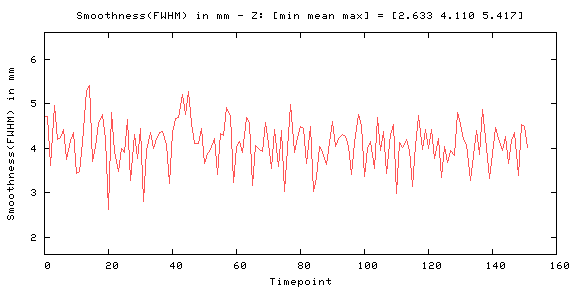 Smoothness(FWHM) in mm - Z: [min mean max] = [2.633 4.110 5.417]
Smoothness(FWHM) in mm
6
5
4
3
2
0 20 40 60 80 100 120 140 160
Timepoint